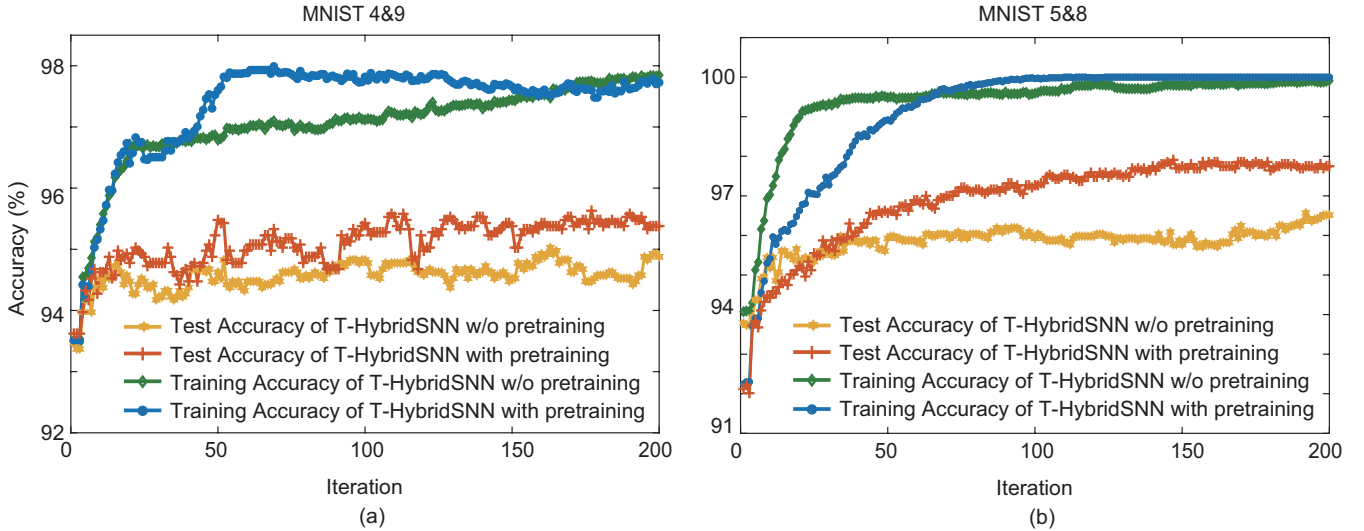 MNIST 4&9
98
96
94
92
Accuracy (%)
Test Accuracy of T-HybridSNN w/o pretraining
Test Accuracy of T-HybridSNN with pretraining
Training Accuracy of T-HybridSNN w/o pretraining
Training Accuracy of T-HybridSNN with pretraining
0 50 100 150 200
Iteration
(a)
MNIST 5&8
100
97
94
91
Test Accuracy of T-HybridSNN w/o pretraining
Test Accuracy of T-HybridSNN with pretraining
Training Accuracy of T-HybridSNN w/o pretraining
Training Accuracy of T-HybridSNN with pretraining
0 50 100 150 200
Iteration
(b)